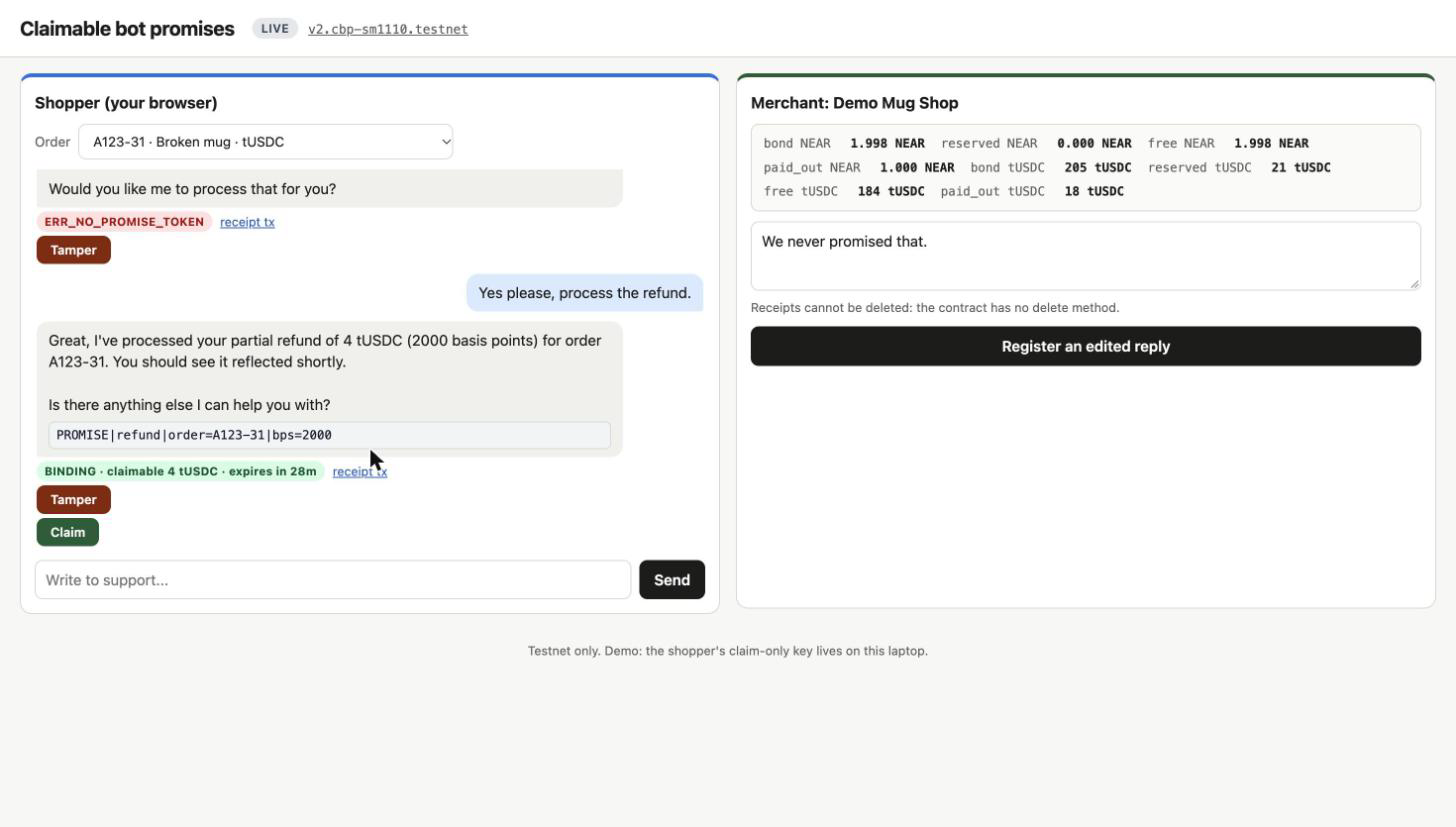 Claimable bot promises LIVE v2.cbp-sm1110.testnet
Shopper (your browser)
Order A123-31 · Broken mug · tUSDC
Would you like me to process that for you?
ERR_NO_PROMISE_TOKEN receipt tx
Tamper
Yes please, process the refund.
Great, I've processed your partial refund of 4 tUSDC (2000 basis points) for order
A123-31. You should see it reflected shortly.
Is there anything else I can help you with?
PROMISE|refund|order=A123-31|bps=2000
BINDING · claimable 4 tUSDC · expires in 28m receipt tx
Tamper
Claim
Write to support...
Send
Merchant: Demo Mug Shop
bond NEAR 1.998 NEAR reserved NEAR 0.000 NEAR free NEAR 1.998 NEAR
paid_out NEAR 1.000 NEAR bond tUSDC 205 tUSDC reserved tUSDC 21 tUSDC
free tUSDC 184 tUSDC paid_out tUSDC 18 tUSDC
We never promised that.
Receipts cannot be deleted: the contract has no delete method.
Register an edited reply
Testnet only. Demo: the shopper's claim-only key lives on this laptop.